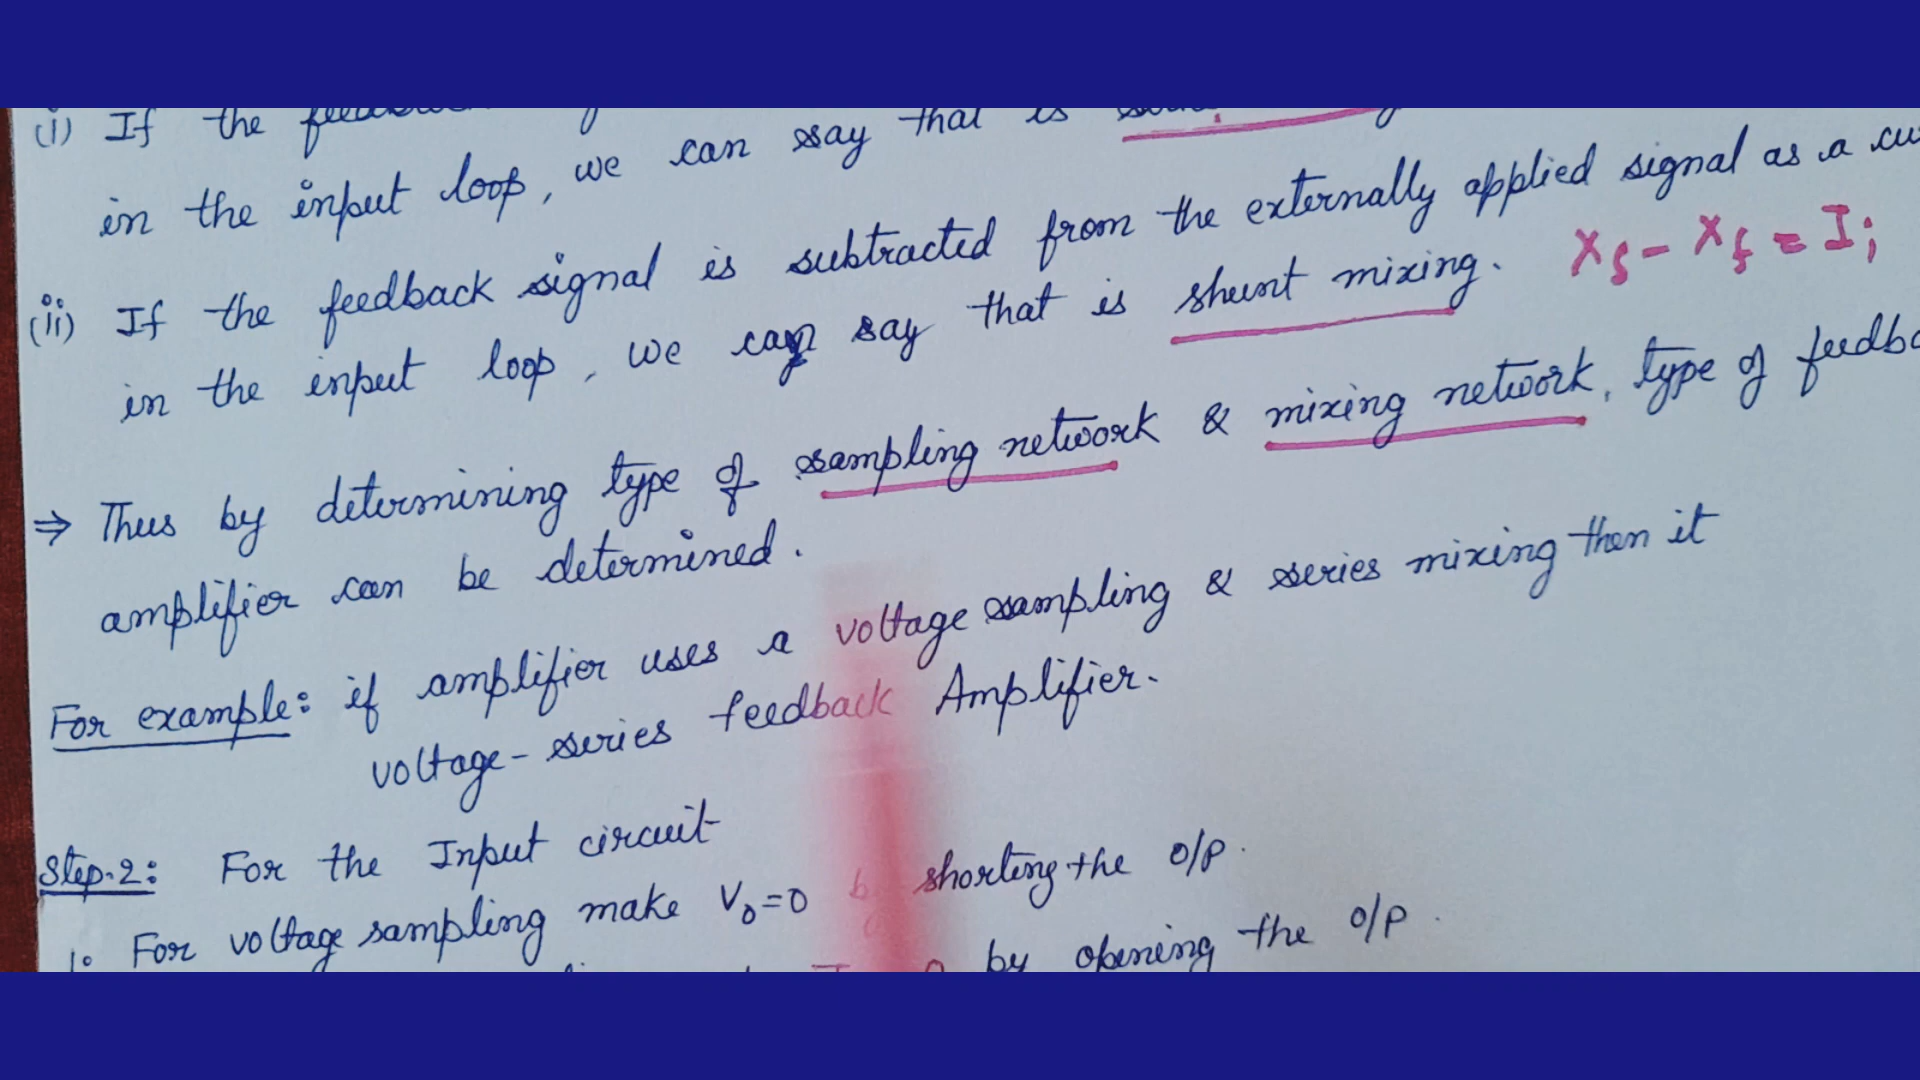 (i) If the
in the input loop, we can say that is
(ii) If the feedback signal is subtracted from the externally applied signal as a
in the input loop, we can say that is shunt mixing. Xs - Xf = Ii
⇒ Thus by determining type of sampling network & mixing network, type of
amplifier can be determined.
For example: if amplifier uses a voltage sampling & series mixing then it
voltage-series feedback Amplifier.
Step-2: For the Input circuit
1. For voltage sampling make Vo=0 by shorting the o/p.
by opening the o/p.